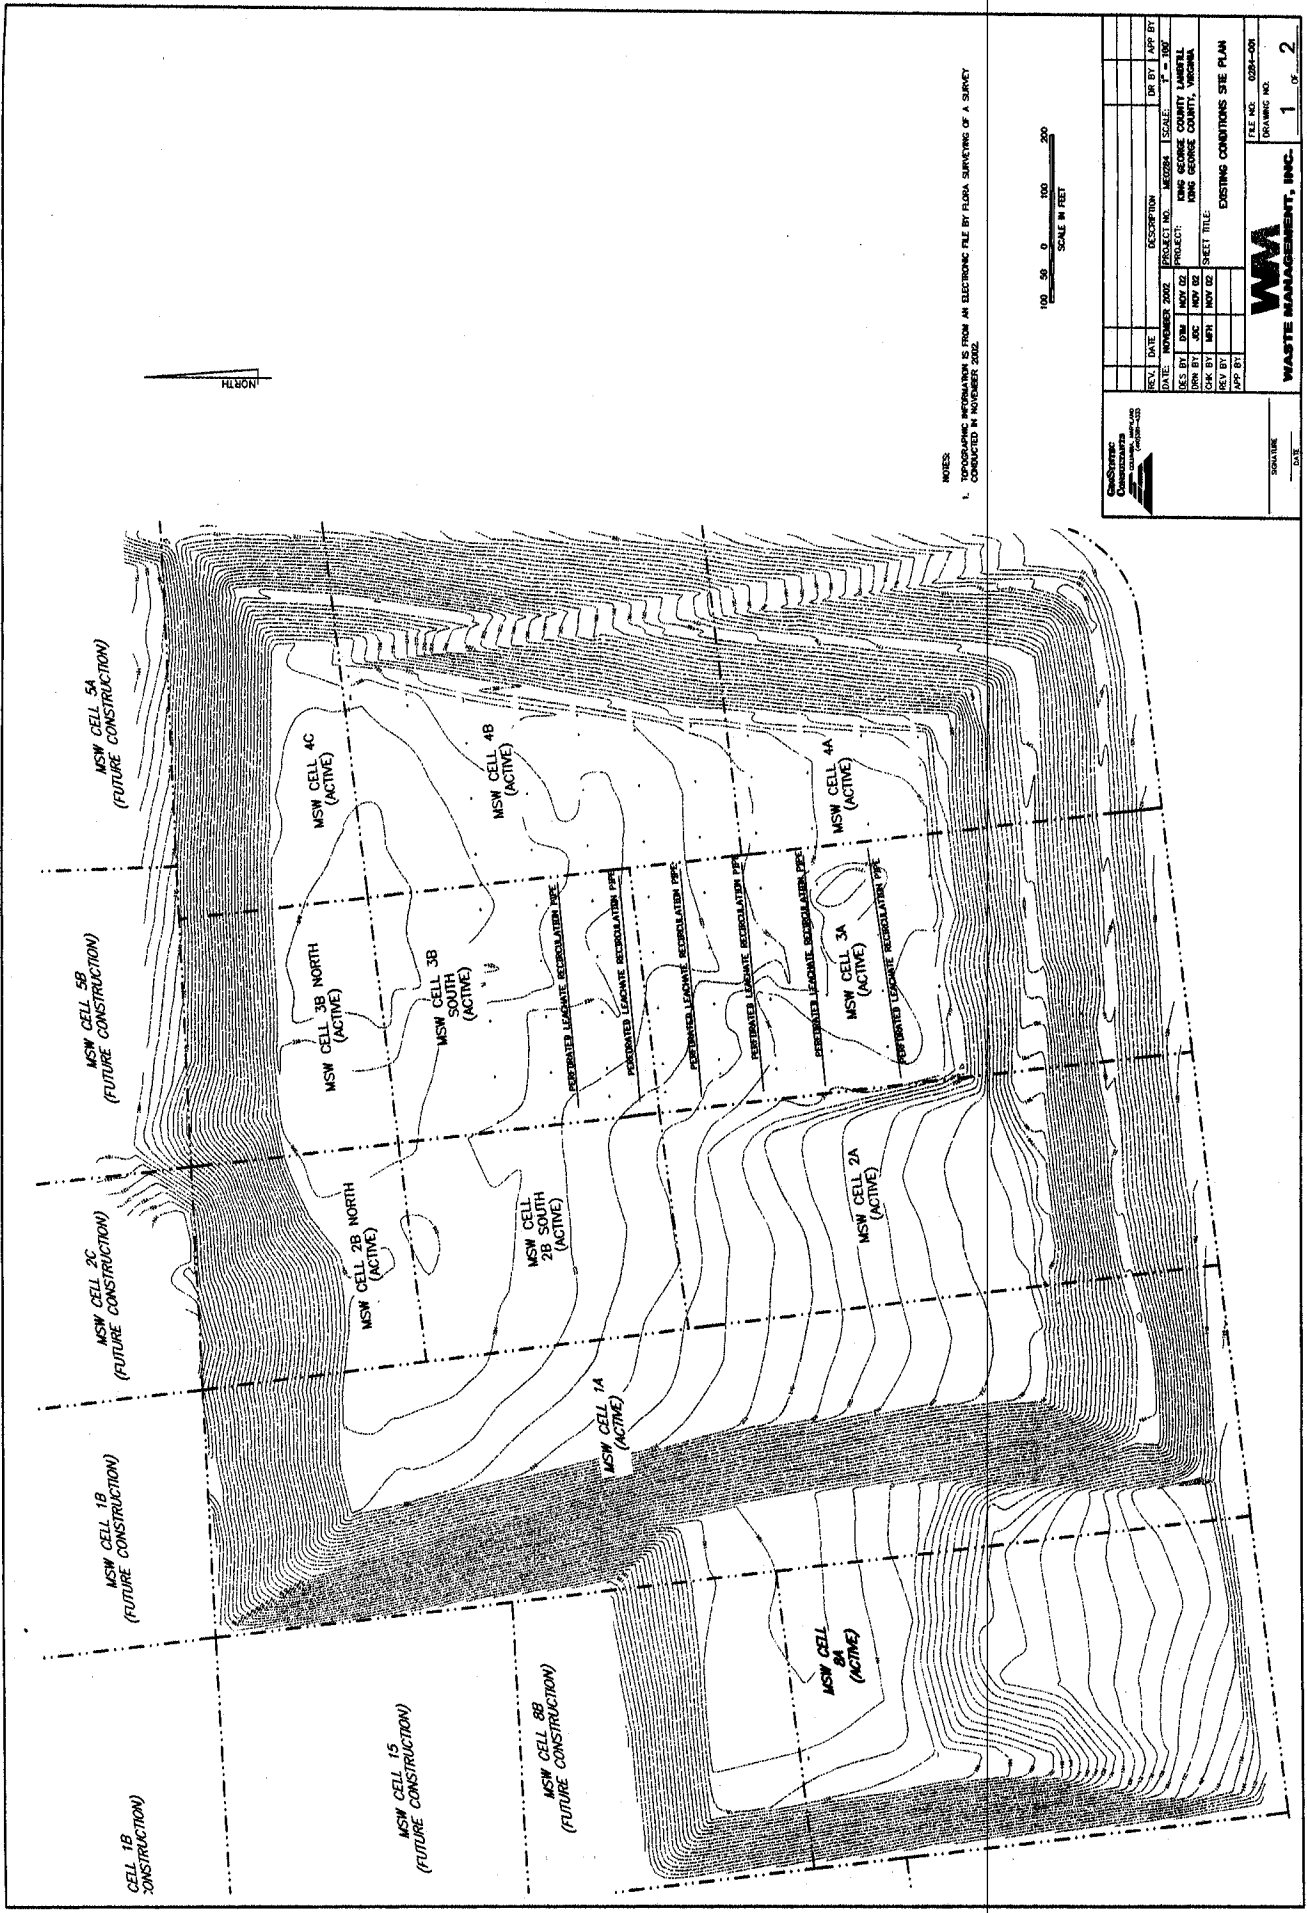 MSW CELL 5A
(FUTURE CONSTRUCTION)
MSW CELL 5B
(FUTURE CONSTRUCTION)
MSW CELL 2C
(FUTURE CONSTRUCTION)
MSW CELL 1B
(FUTURE CONSTRUCTION)
CELL 1B
CONSTRUCTION)
MSW CELL 15
(FUTURE CONSTRUCTION)
MSW CELL 8B
(FUTURE CONSTRUCTION)
NORTH
MSW CELL 4C
(ACTIVE)
MSW CELL 4B
(ACTIVE)
MSW CELL 4A
(ACTIVE)
MSW CELL 3B NORTH
(ACTIVE)
MSW CELL 3B
SOUTH
(ACTIVE)
MSW CELL 3A
(ACTIVE)
PERFORATED LEACHATE RECIRCULATION PIPE
PERFORATED LEACHATE RECIRCULATION PIPE
PERFORATED LEACHATE RECIRCULATION PIPE
PERFORATED LEACHATE RECIRCULATION PIPE
PERFORATED LEACHATE RECIRCULATION PIPE
PERFORATED LEACHATE RECIRCULATION PIPE
MSW CELL 2B NORTH
(ACTIVE)
MSW CELL
2B SOUTH
(ACTIVE)
MSW CELL 2A
(ACTIVE)
MSW CELL 1A
(ACTIVE)
MSW CELL
8A
(ACTIVE)
NOTES:
1. TOPOGRAPHIC INFORMATION IS FROM AN ELECTRONIC FILE BY FLORA SURVEYING OF A SURVEY
CONDUCTED IN NOVEMBER 2002.
100 50 0 100 200
SCALE IN FEET
GEOSYNTEC
CONSULTANTS
COLUMBIA, MARYLAND
SIGNATURE
DATE
REV. DATE DESCRIPTION DR BY APP BY
DATE: NOVEMBER 2002 PROJECT NO. ME0284 SCALE: 1" = 100'
DES BY DTM NOV 02
DRN BY JGC NOV 02
CHK BY MFH NOV 02
REV BY
APP BY
PROJECT: KING GEORGE COUNTY LANDFILL
KING GEORGE COUNTY, VIRGINIA
SHEET TITLE:
EXISTING CONDITIONS SITE PLAN
WM
WASTE MANAGEMENT, INC.
FILE NO. 0284-001
DRAWING NO.
1 OF 2